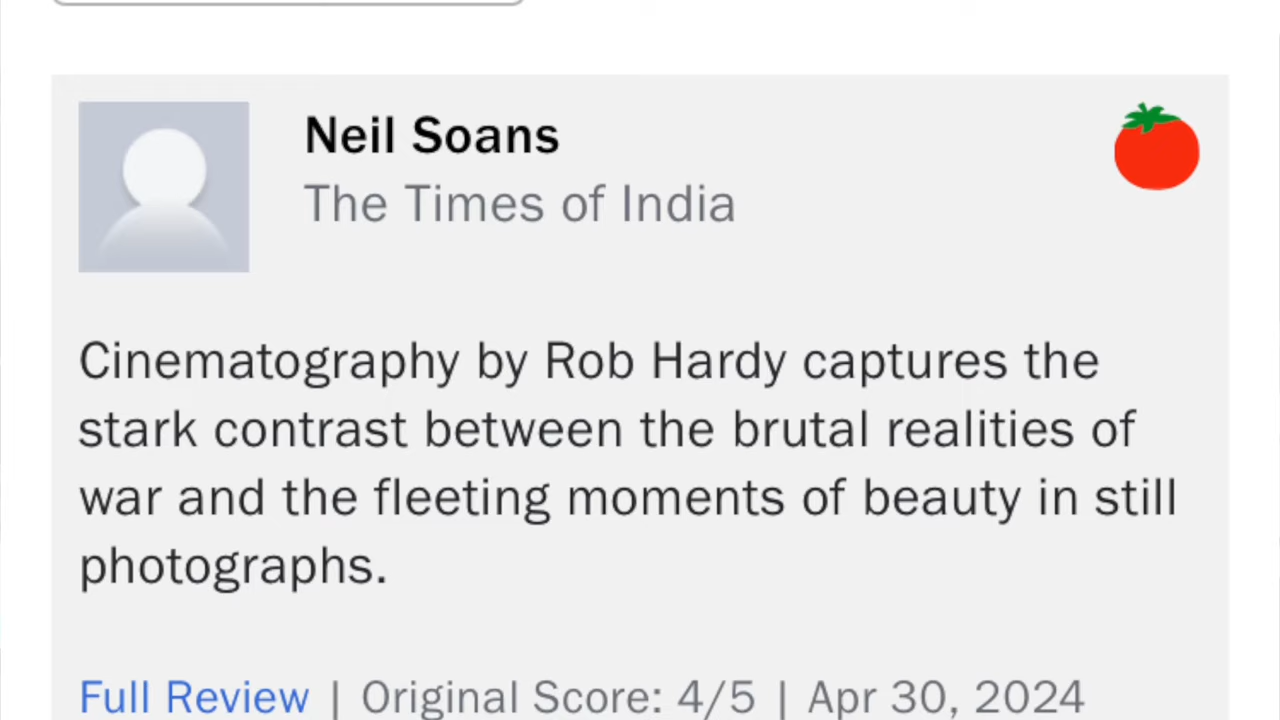 Neil Soans
The Times of India
Cinematography by Rob Hardy captures the
stark contrast between the brutal realities of
war and the fleeting moments of beauty in still
photographs.
Full Review | Original Score: 4/5 | Apr 30, 2024